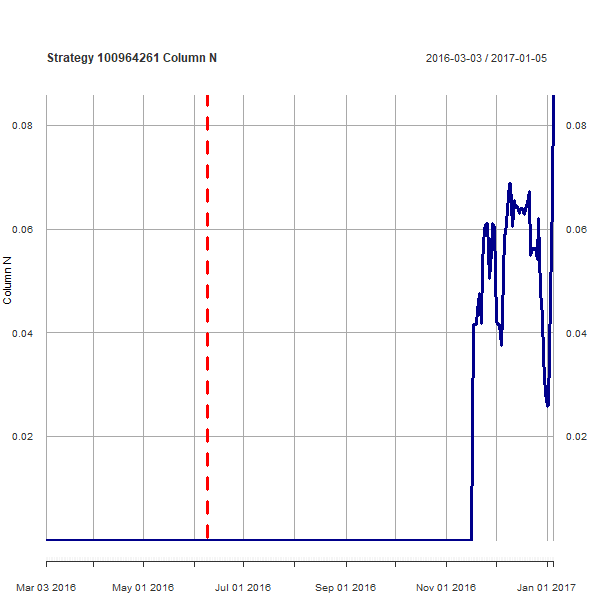 Strategy 100964261 Column N
2016-03-03 / 2017-01-05
0.08 0.08
0.06 0.06
Column N
0.04 0.04
0.02 0.02
Mar 03 2016 May 01 2016 Jul 01 2016 Sep 01 2016 Nov 01 2016 Jan 01 2017